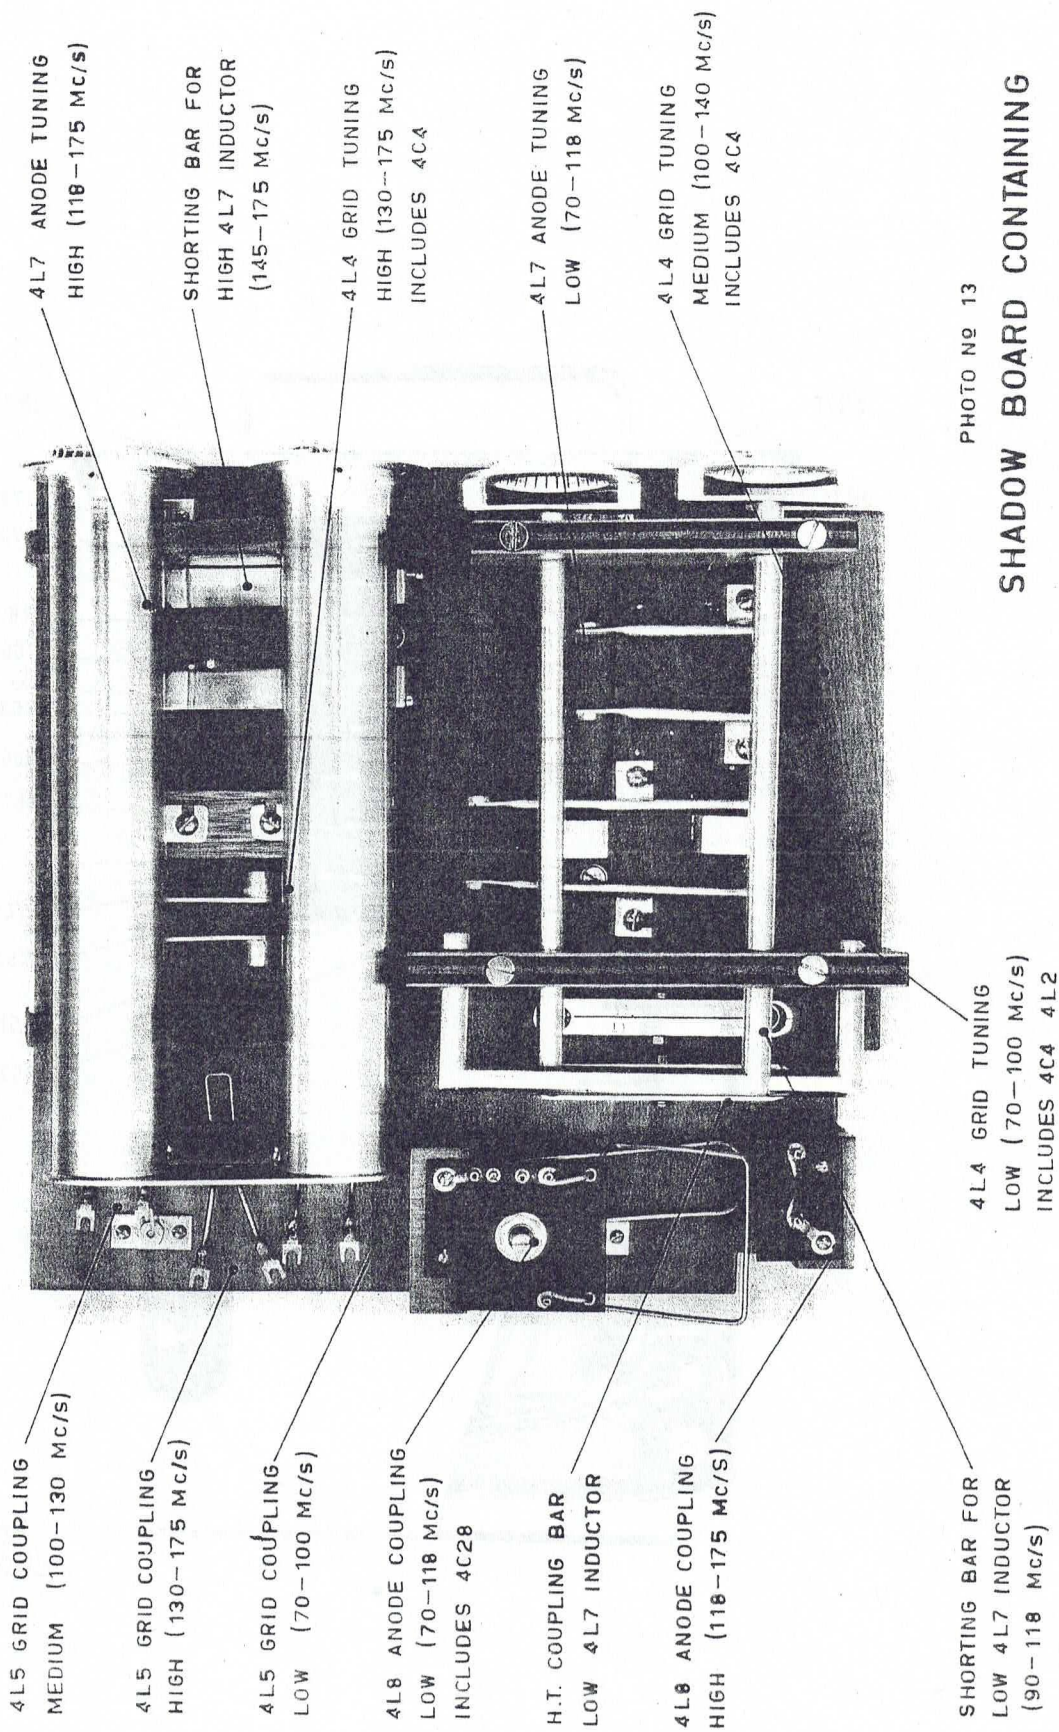 4L5 GRID COUPLING
MEDIUM (100-130 Mc/s)
4L5 GRID COUPLING
HIGH (130-175 Mc/s)
4L5 GRID COUPLING
LOW (70-100 Mc/s)
4L8 ANODE COUPLING
LOW (70-118 Mc/s)
INCLUDES 4C28
H.T. COUPLING BAR
LOW 4L7 INDUCTOR
4L8 ANODE COUPLING
HIGH (118-175 Mc/s)
SHORTING BAR FOR
LOW 4L7 INDUCTOR
(90-118 Mc/s)
4L4 GRID TUNING
LOW (70-100 Mc/s)
INCLUDES 4C4 4L2
4L7 ANODE TUNING
HIGH (118-175 Mc/s)
SHORTING BAR FOR
HIGH 4L7 INDUCTOR
(145-175 Mc/s)
4L4 GRID TUNING
HIGH (130-175 Mc/s)
INCLUDES 4C4
4L7 ANODE TUNING
LOW (70-118 Mc/s)
4L4 GRID TUNING
MEDIUM (100-140 Mc/s)
INCLUDES 4C4
PHOTO Nº 13
SHADOW BOARD CONTAINING